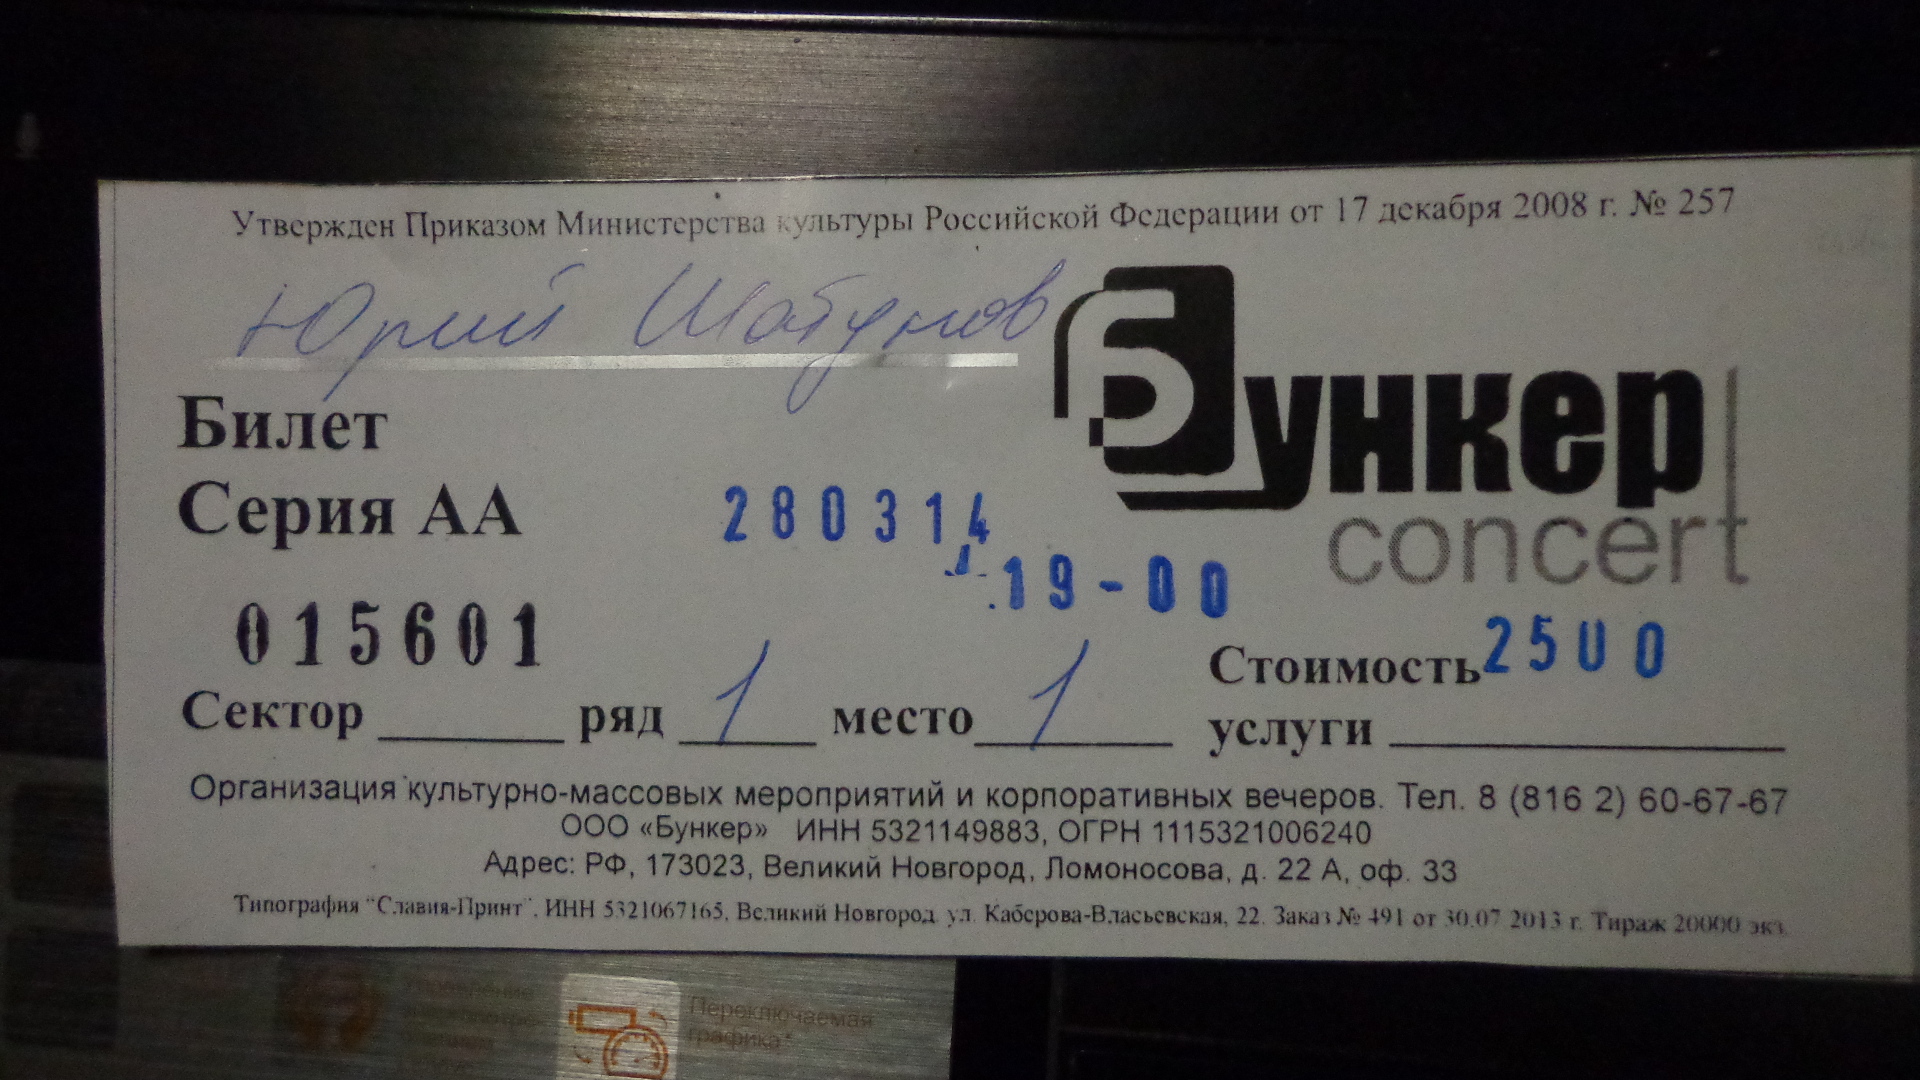 Утвержден Приказом Министерства культуры Российской Федерации от 17 декабря 2008 г. № 257
Юрий Шатунов
Бункер
concert
Билет
Серия АА
280314
19-00
015601
Стоимость 2500
Сектор ______ ряд 1 место 1 услуги ______
Организация культурно-массовых мероприятий и корпоративных вечеров. Тел. 8 (816 2) 60-67-67
ООО «Бункер» ИНН 5321149883, ОГРН 1115321006240
Адрес: РФ, 173023, Великий Новгород, Ломоносова, д. 22 А, оф. 33
Типография "Славия-Принт", ИНН 5321067165, Великий Новгород, ул. Каберова-Власьевская, 22. Заказ № 491 от 30.07 2013 г. Тираж 20000 экз.
Переключаемая
графика*